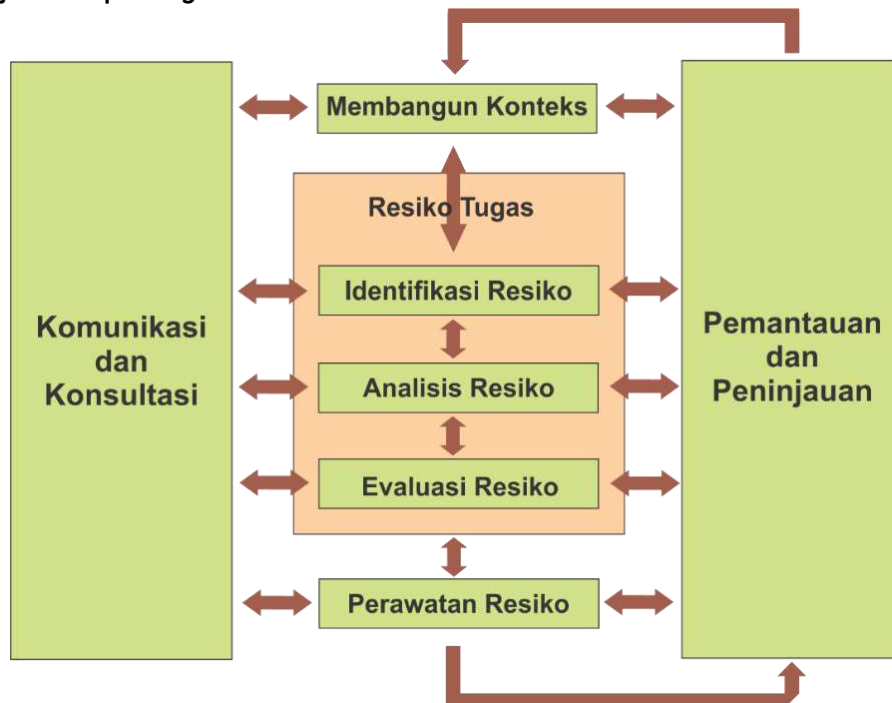 Membangun Konteks
Resiko Tugas
Identifikasi Resiko
Komunikasi
dan
Konsultasi
Analisis Resiko
Pemantauan
dan
Peninjauan
Evaluasi Resiko
Perawatan Resiko